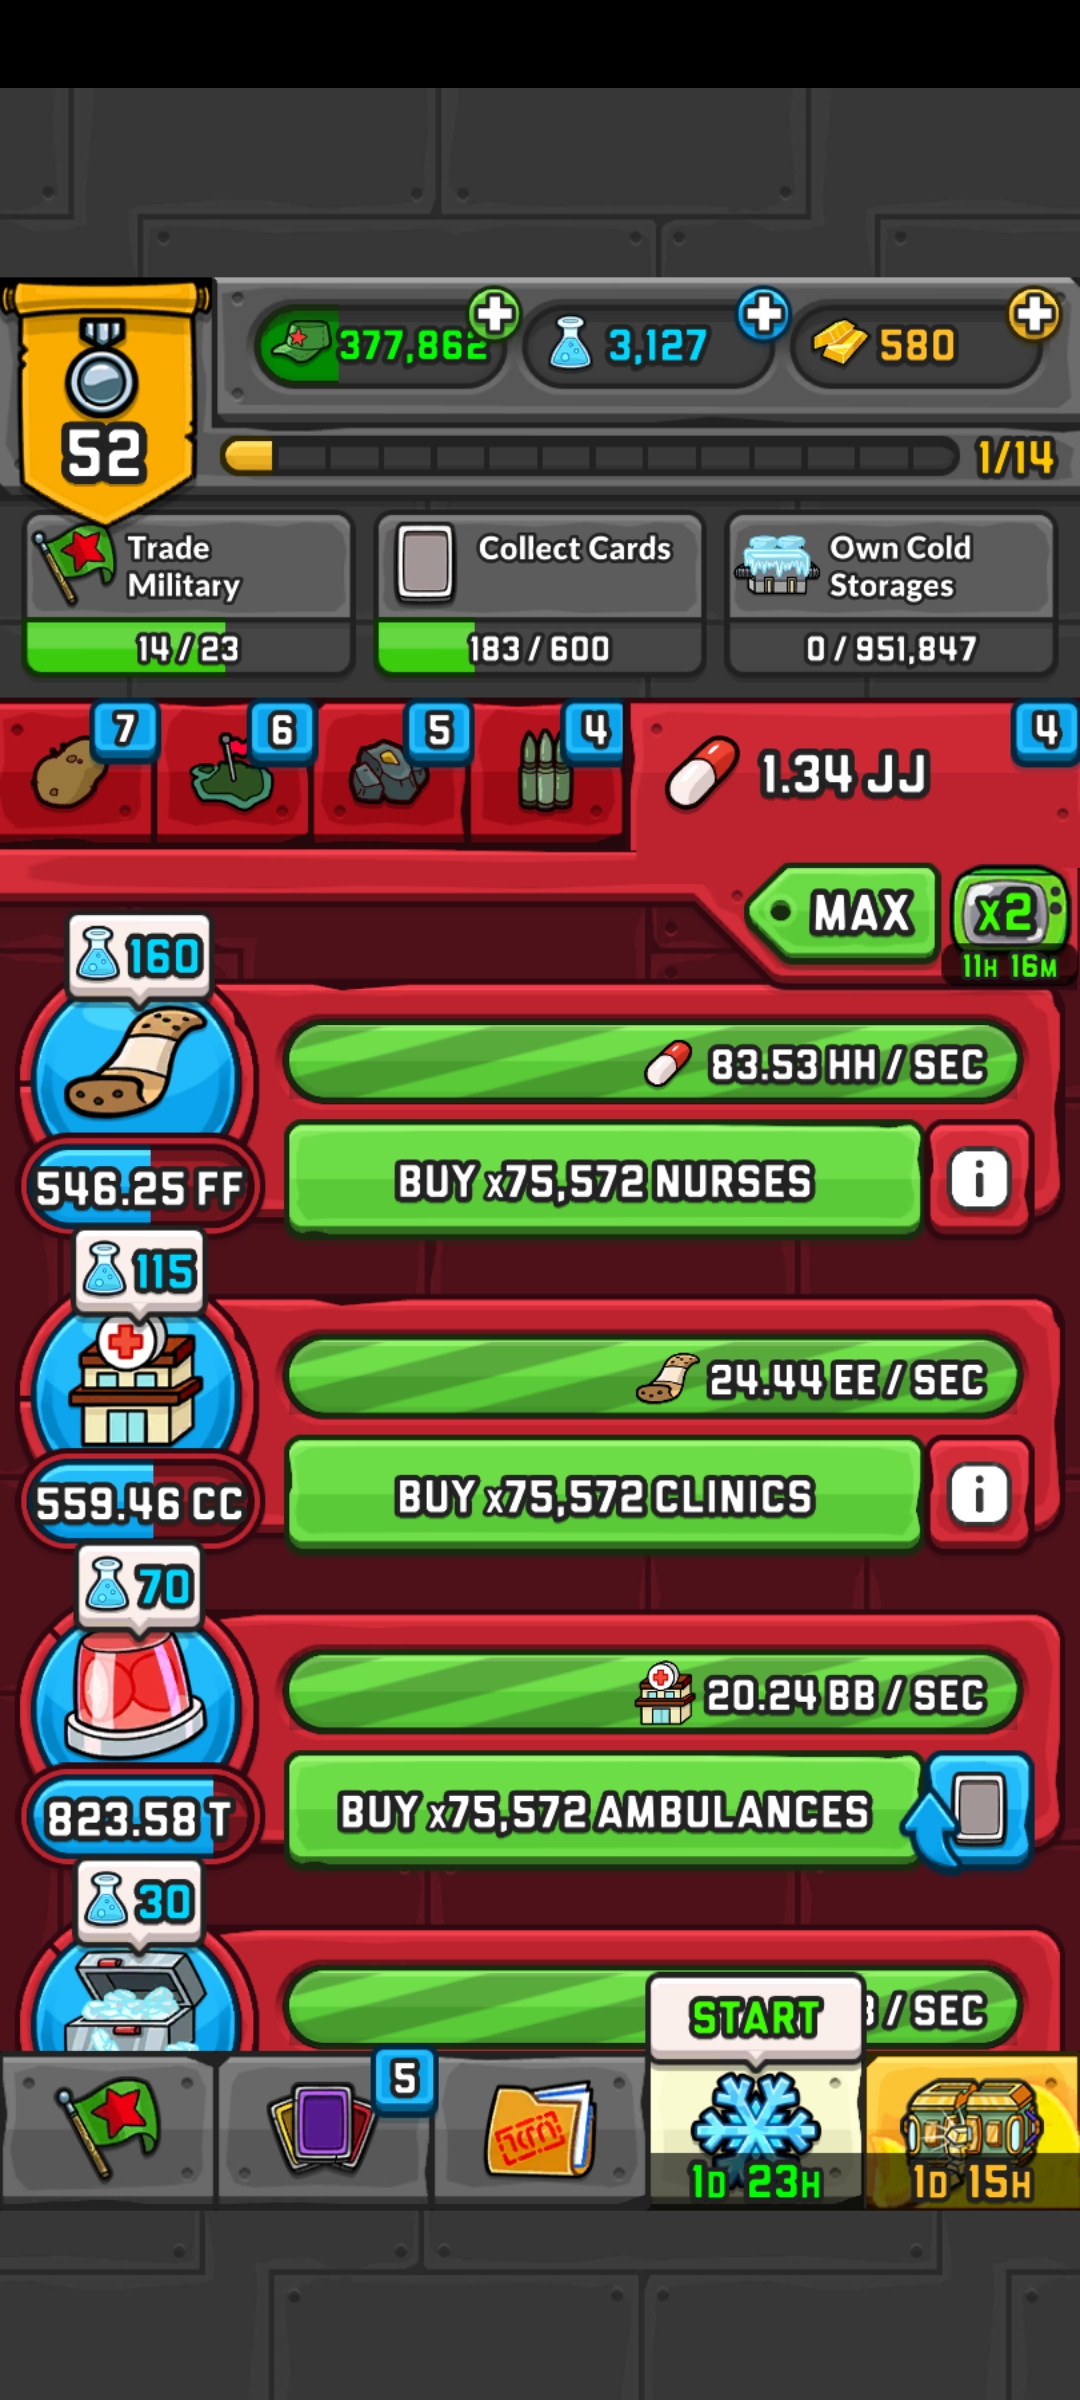 377,862
3,127
580
52
1/14
Trade
Military
14/23
Collect Cards
183/600
Own Cold
Storages
0/951,847
7
6
5
4
1.34 JJ
4
MAX
x2
11H 16M
160
83.53 HH / SEC
546.25 FF
BUY x75,572 NURSES
i
115
24.44 EE / SEC
559.46 CC
BUY x75,572 CLINICS
i
70
20.24 BB / SEC
823.58 T
BUY x75,572 AMBULANCES
30
/ SEC
START
5
1D 23H
1D 15H